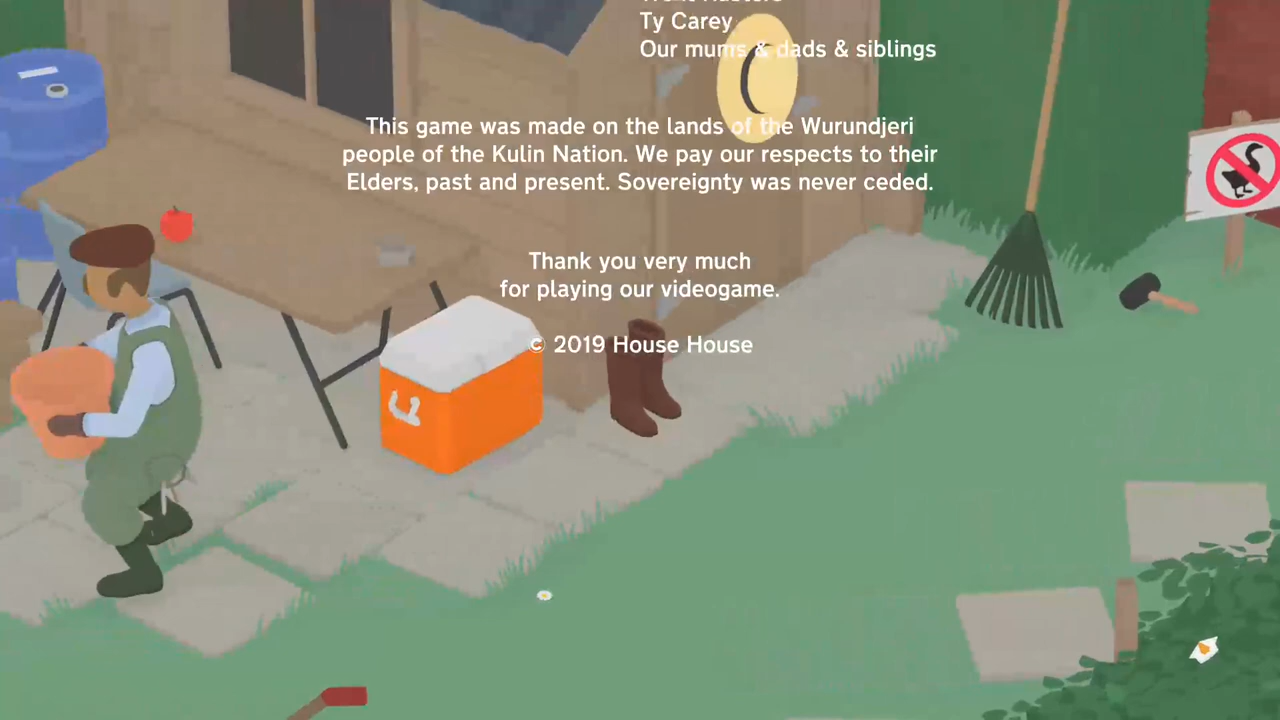 Ty Carey
Our mums & dads & siblings
This game was made on the lands of the Wurundjeri
people of the Kulin Nation. We pay our respects to their
Elders, past and present. Sovereignty was never ceded.
Thank you very much
for playing our videogame.
© 2019 House House